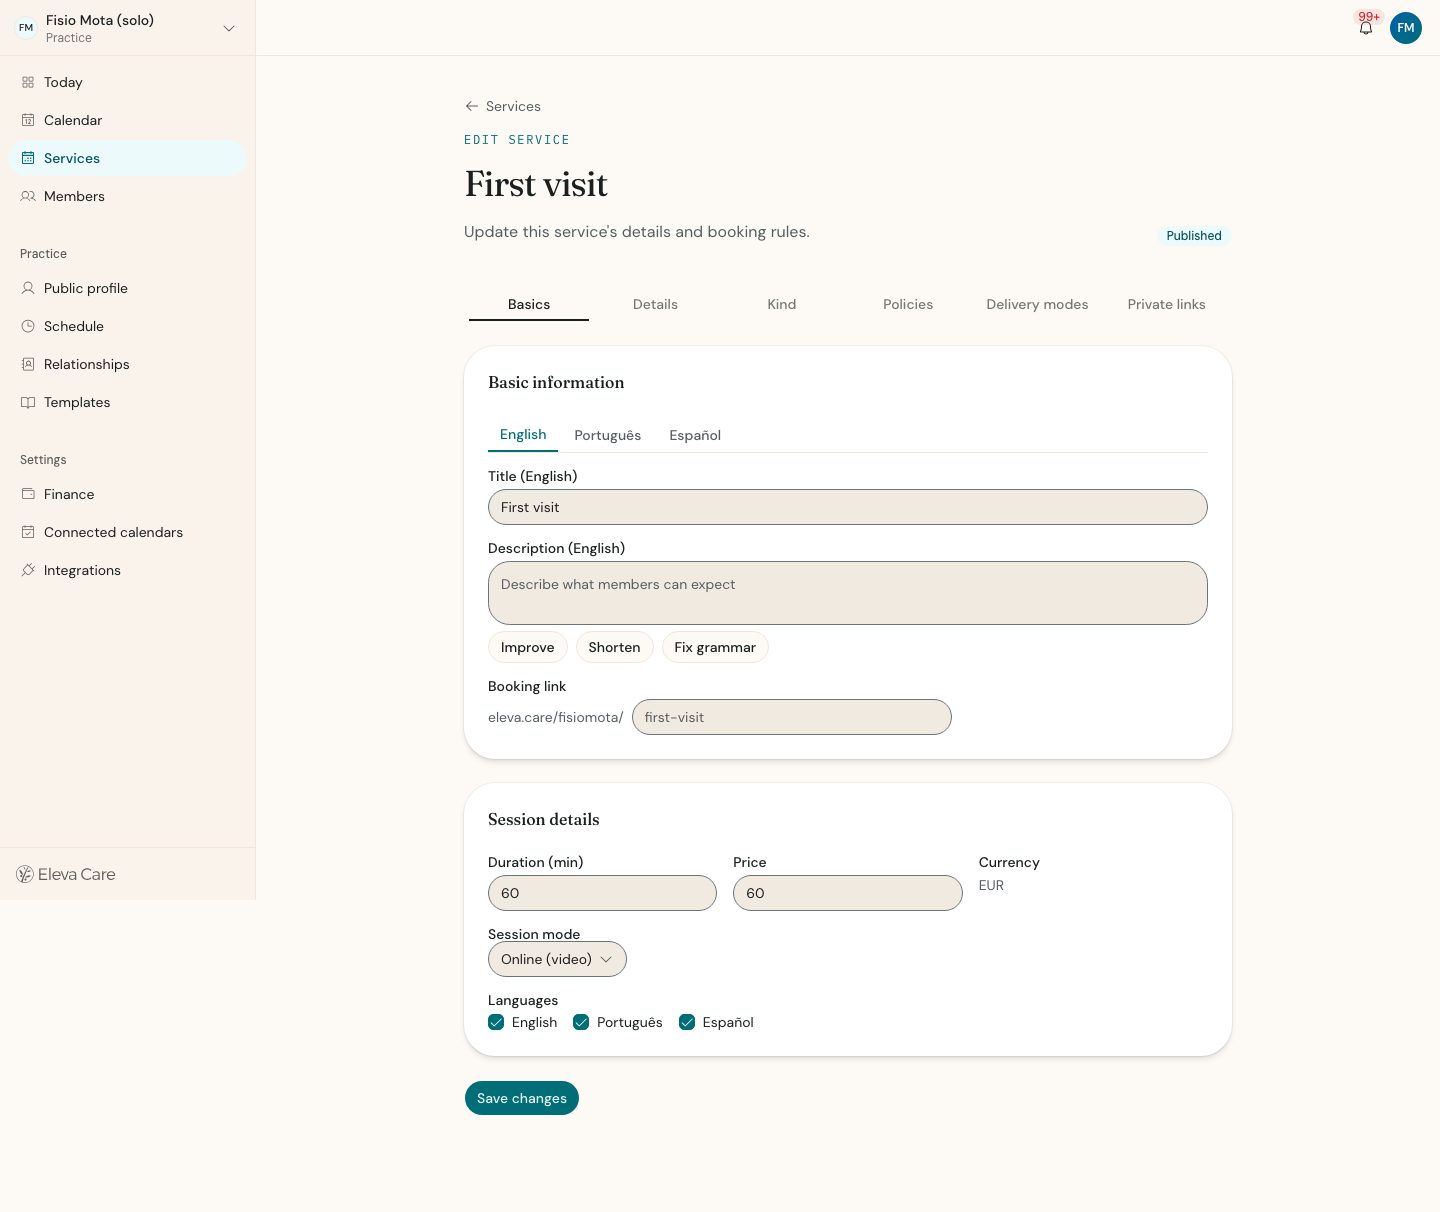 FM
Fisio Mota (solo)
Practice
99+
FM
Today
Calendar
Services
Members
Practice
Public profile
Schedule
Relationships
Templates
Settings
Finance
Connected calendars
Integrations
Eleva Care
Services
EDIT SERVICE
First visit
Update this service's details and booking rules.
Published
Basics Details Kind Policies Delivery modes Private links
Basic information
English Português Español
Title (English)
First visit
Description (English)
Describe what members can expect
Improve Shorten Fix grammar
Booking link
eleva.care/fisiomota/ first-visit
Session details
Duration (min) Price Currency
60 60 EUR
Session mode
Online (video)
Languages
English Português Español
Save changes